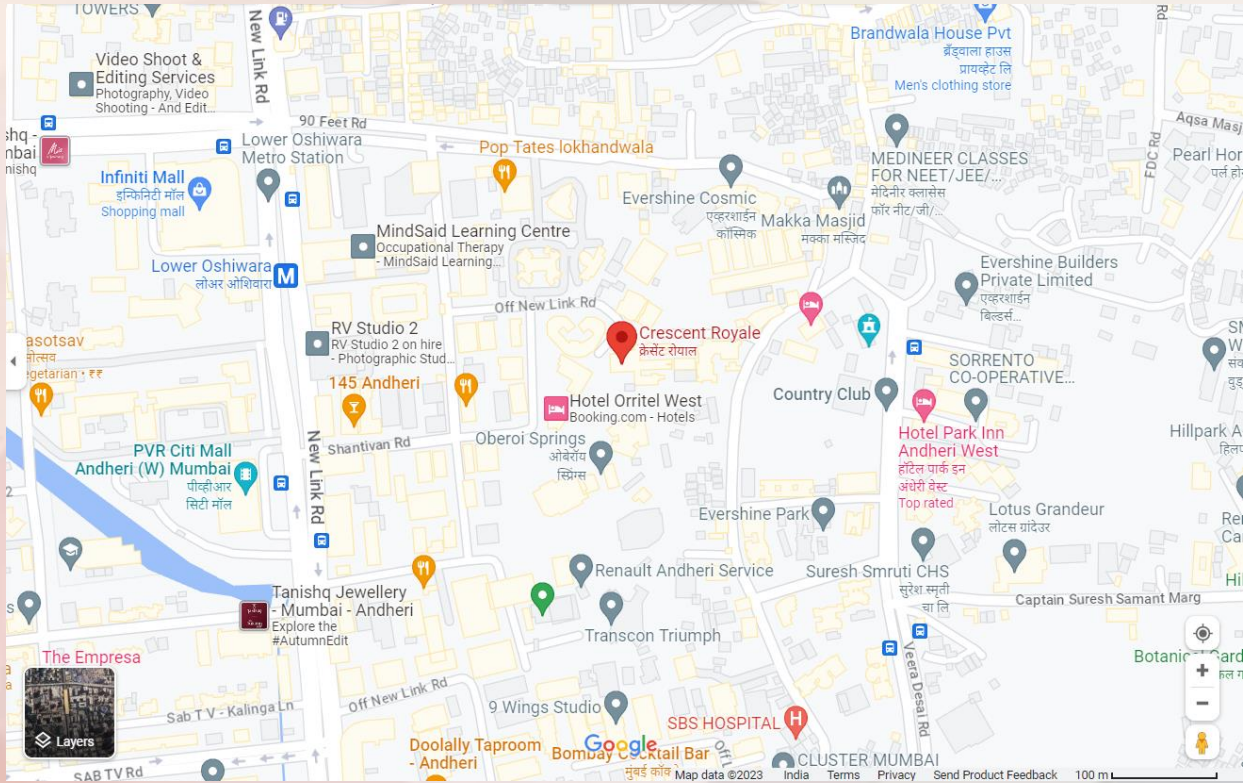 TOWERS
New Link Rd
Video Shoot &
Editing Services
Photography, Video
Shooting - And Edit...
90 Feet Rd
Lower Oshiwara
Metro Station
Infiniti Mall
इन्फिनिटी मॉल
Shopping mall
Pop Tates lokhandwala
Brandwala House Pvt
ब्रँडवाला हाउस
प्रायव्हेट लि
Men's clothing store
Rd
Aqsa Masj
FDC Rd
MEDINEER CLASSES
FOR NEET/JEE/...
मेदिनीर क्लासेस
फॉर नीट/जी/...
Evershine Cosmic
एव्हरशाईन
कॉस्मिक
Makka Masjid
मक्का मस्जिद
MindSaid Learning Centre
Occupational Therapy
- MindSaid Learning...
Lower Oshiwara
लोअर ओशिवारा
M
Off New Link Rd
Evershine Builders
Private Limited
एव्हरशाईन
बिल्डर्स...
RV Studio 2
RV Studio 2 on hire
- Photographic Stud...
Crescent Royale
क्रेसेंट रोयाल
145 Andheri
SORRENTO
CO-OPERATIVE...
Country Club
Hotel Orritel West
Booking.com - Hotels
Oberoi Springs
ओबेरॉय
स्प्रिंग्स
Shantivan Rd
New Link Rd
PVR Citi Mall
Andheri (W) Mumbai
पीव्हीआर
सिटी मॉल
Hotel Park Inn
Andheri West
हॉटेल पार्क इन
अंधेरी वेस्ट
Top rated
Evershine Park
Lotus Grandeur
लोटस ग्रांदेउर
Renault Andheri Service
Suresh Smruti CHS
सुरेश स्मृती
चा लि
Captain Suresh Samant Marg
Tanishq Jewellery
- Mumbai - Andheri
Explore the
#AutumnEdit
Transcon Triumph
The Empresa
Veera Desai Rd
Off New Link Rd
Sab T V - Kalinga Ln
9 Wings Studio
SBS HOSPITAL
H
Layers
Doolally Taproom
- Andheri
Bombay Cocktail Bar
Google
CLUSTER MUMBAI
SAB TV Rd
Map data ©2023 India Terms Privacy Send Product Feedback 100 m